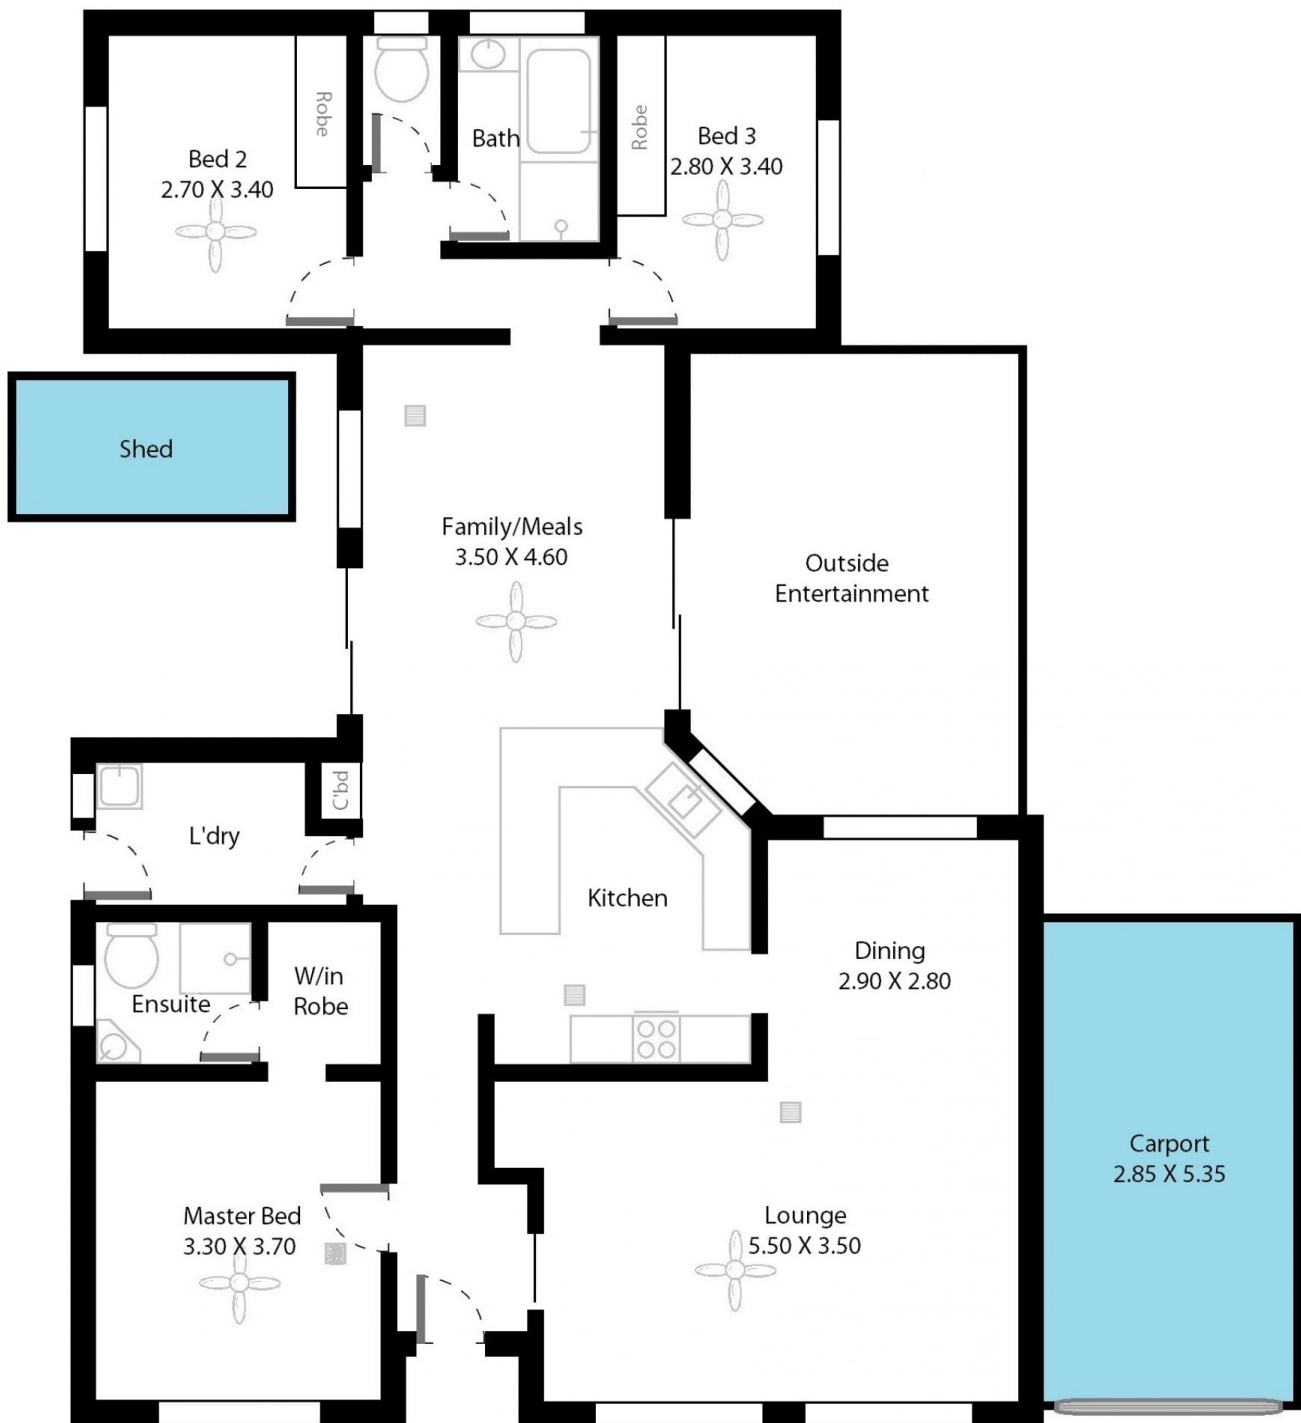 Robe
Bath
Robe
Bed 3
2.80 X 3.40
Bed 2
2.70 X 3.40
Shed
Family/Meals
3.50 X 4.60
Outside
Entertainment
C'bd
L'dry
Kitchen
Dining
2.90 X 2.80
W/in
Robe
Ensuite
Carport
2.85 X 5.35
Master Bed
3.30 X 3.70
Lounge
5.50 X 3.50